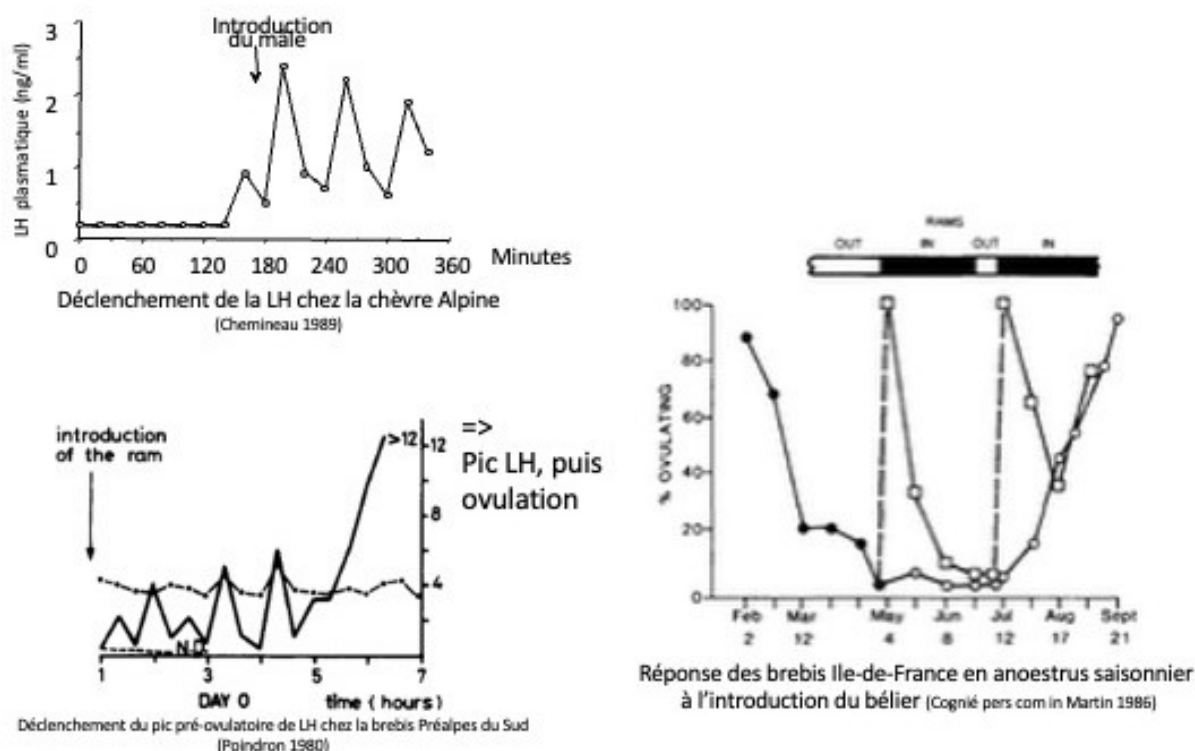 Introduction
du mâle
LH plasmatique (ng/ml)
3
2
1
0
0 60 120 180 240 300 360 Minutes
Déclenchement de la LH chez la chèvre Alpine
(Chemineau 1989)
introduction
of the ram
>12
12
8
4
N.D.
1 3 5 7
DAY 0 time (hours)
=>
Pic LH, puis
ovulation
Déclenchement du pic pré-ovulatoire de LH chez la brebis Préalpes du Sud
(Poindron 1980)
RAMS
OUT IN OUT IN
% OVULATING
100
80
60
40
20
0
Feb Mar May Jun Jul Aug Sept
2 12 4 8 12 17 21
Réponse des brebis Ile-de-France en anoestrus saisonnier
à l'introduction du bélier (Cognié pers com in Martin 1986)